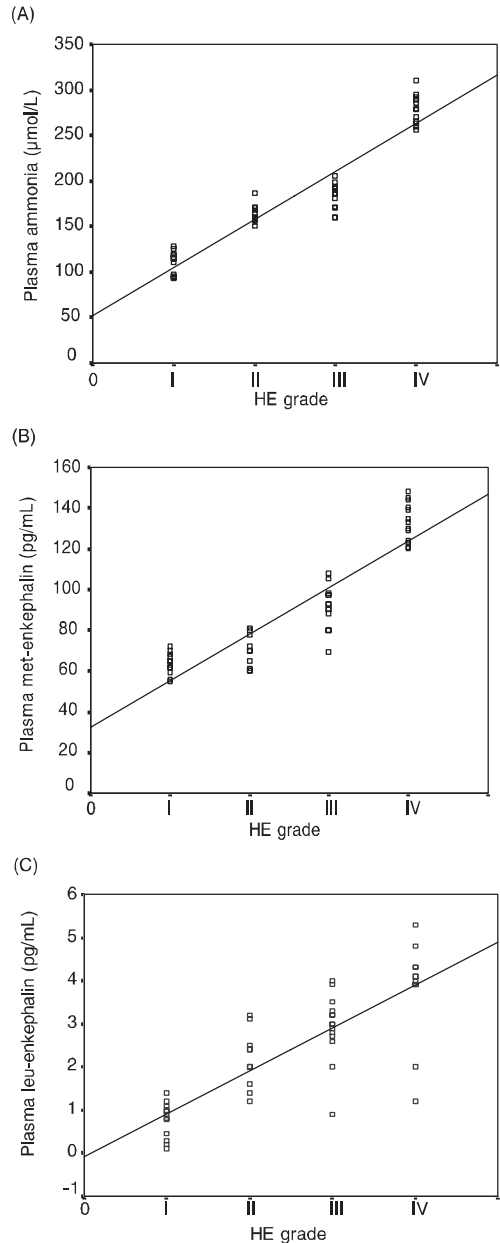 (A)
Plasma ammonia (μmol/L)
350
300
250
200
150
100
50
0
0 I II III IV
HE grade
(B)
Plasma met-enkephalin (pg/mL)
160
140
120
100
80
60
40
20
0
0 I II III IV
HE grade
(C)
Plasma leu-enkephalin (pg/mL)
6
5
4
3
2
1
0
-1
0 I II III IV
HE grade